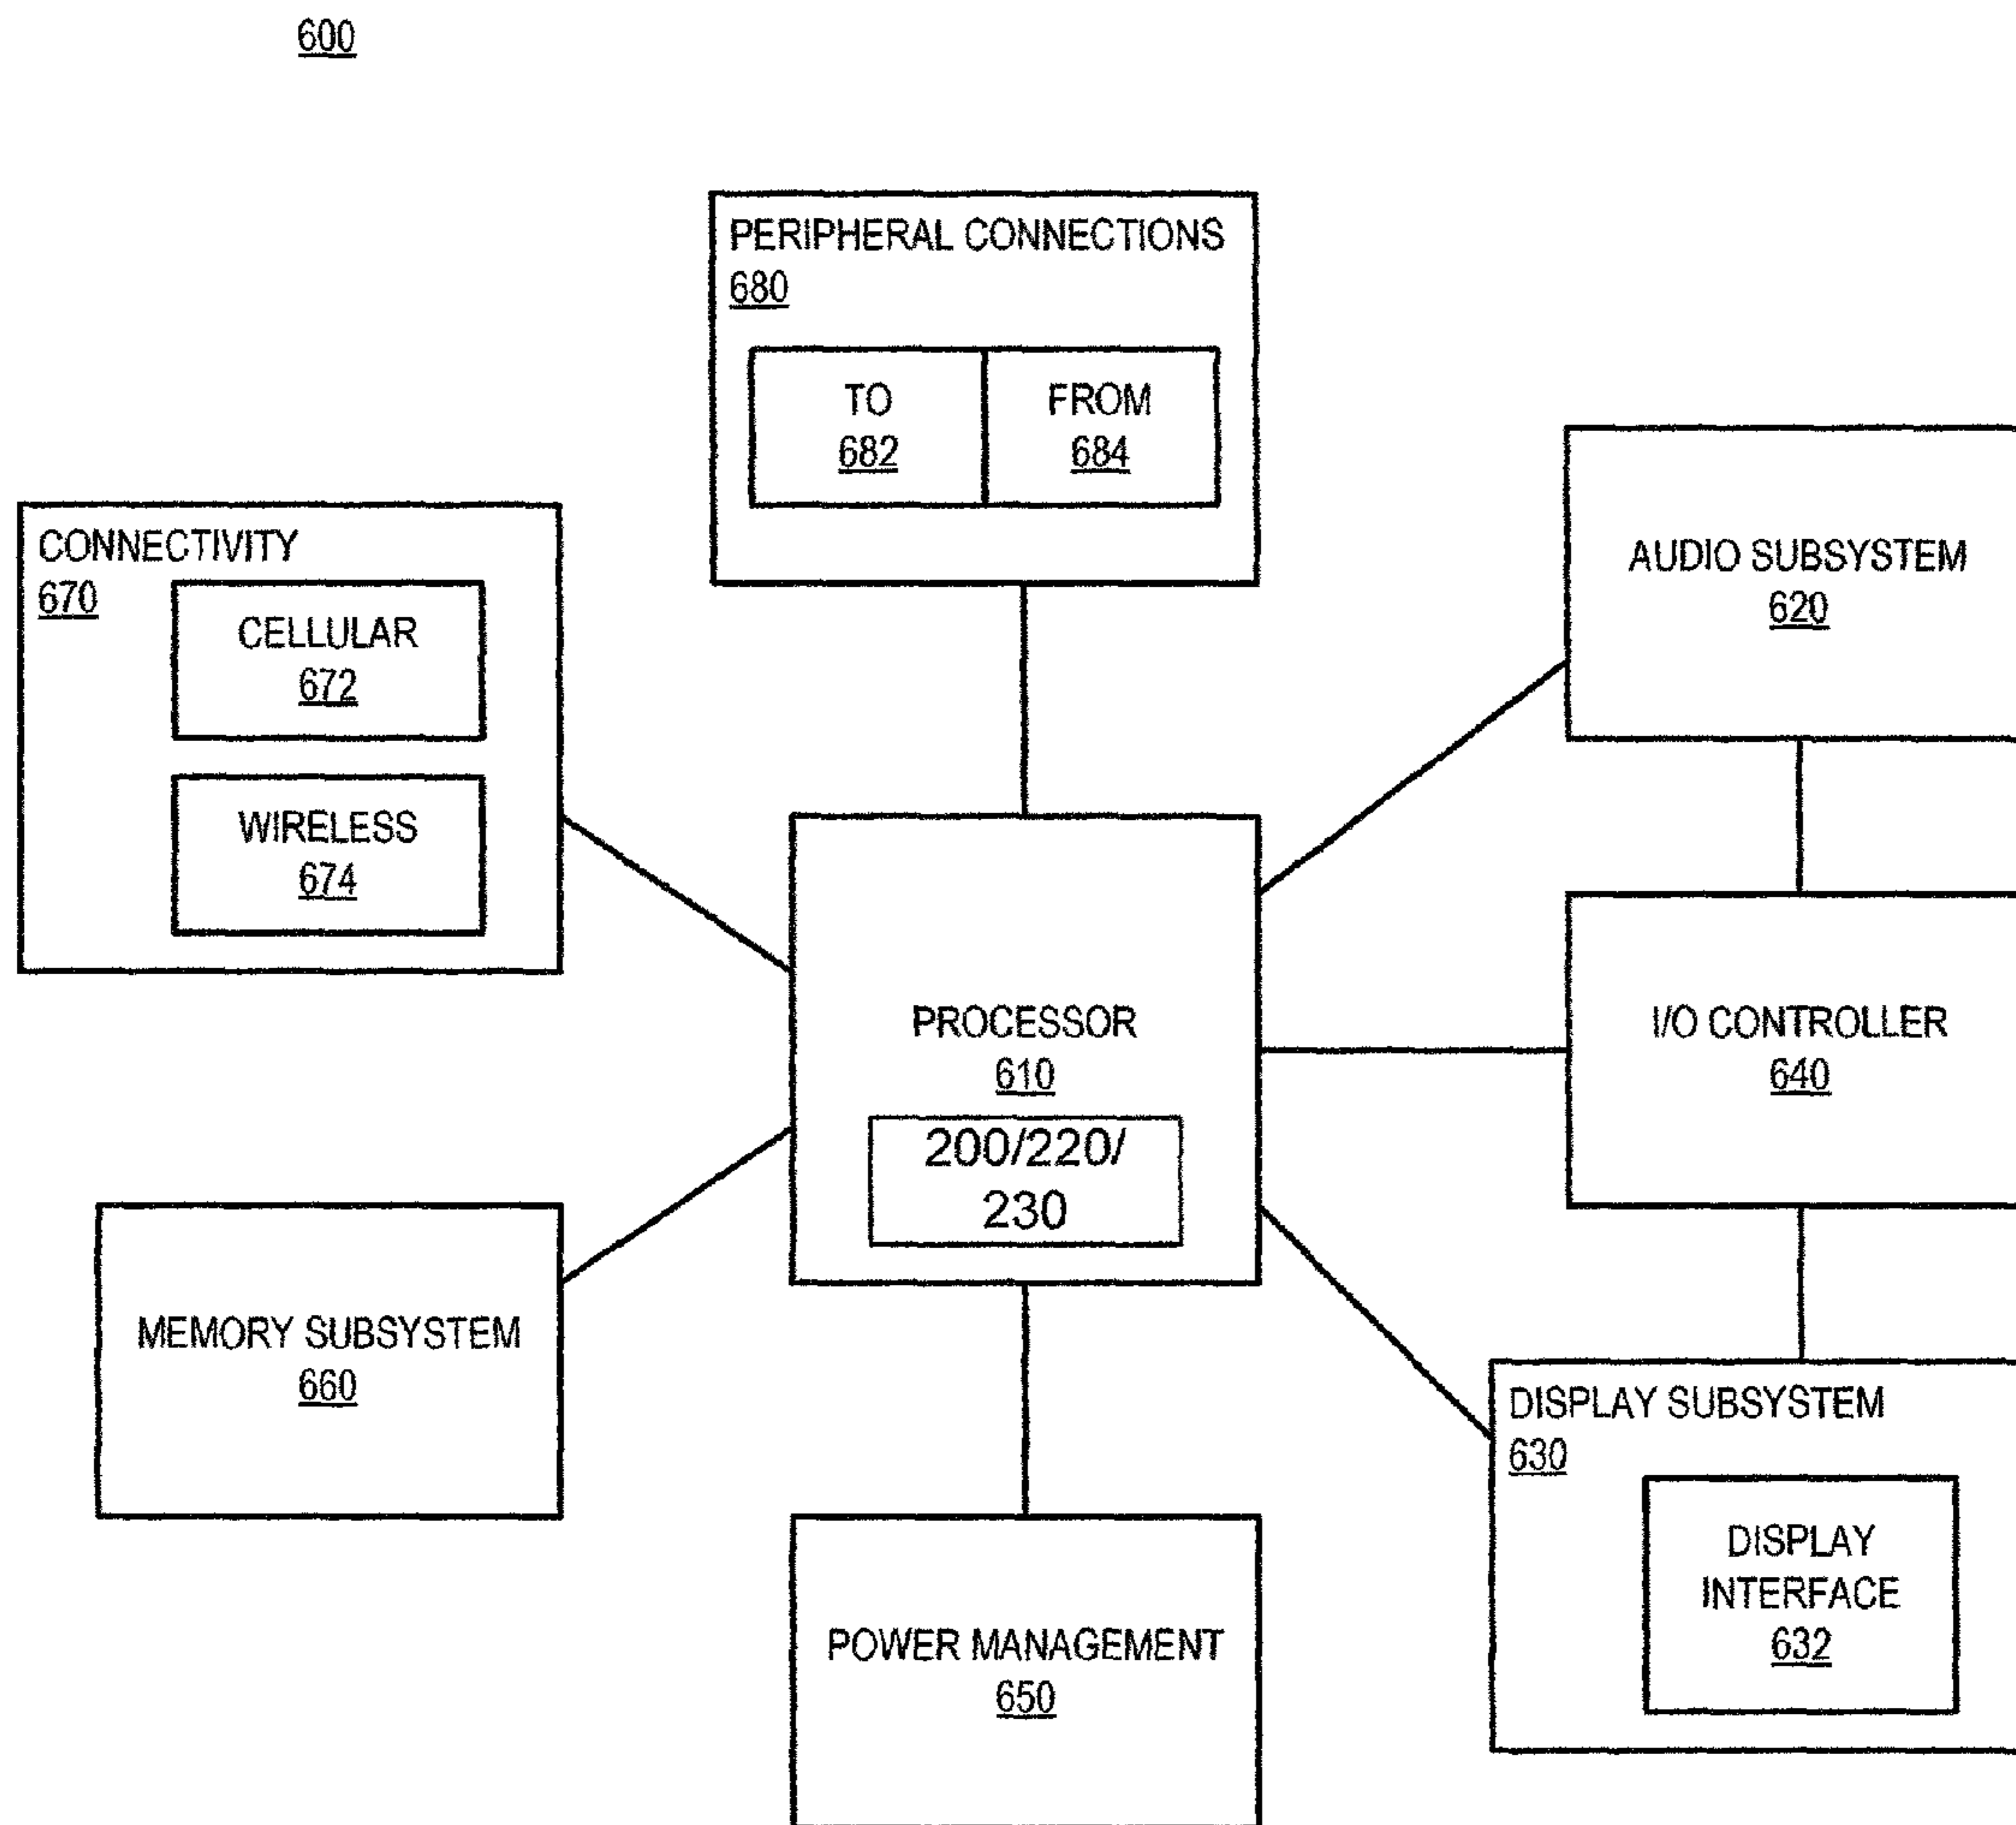 600
PERIPHERAL CONNECTIONS
680
TO
682
FROM
684
CONNECTIVITY
670
CELLULAR
672
WIRELESS
674
AUDIO SUBSYSTEM
620
PROCESSOR
610
200/220/
230
I/O CONTROLLER
640
MEMORY SUBSYSTEM
660
DISPLAY SUBSYSTEM
630
DISPLAY
INTERFACE
632
POWER MANAGEMENT
650